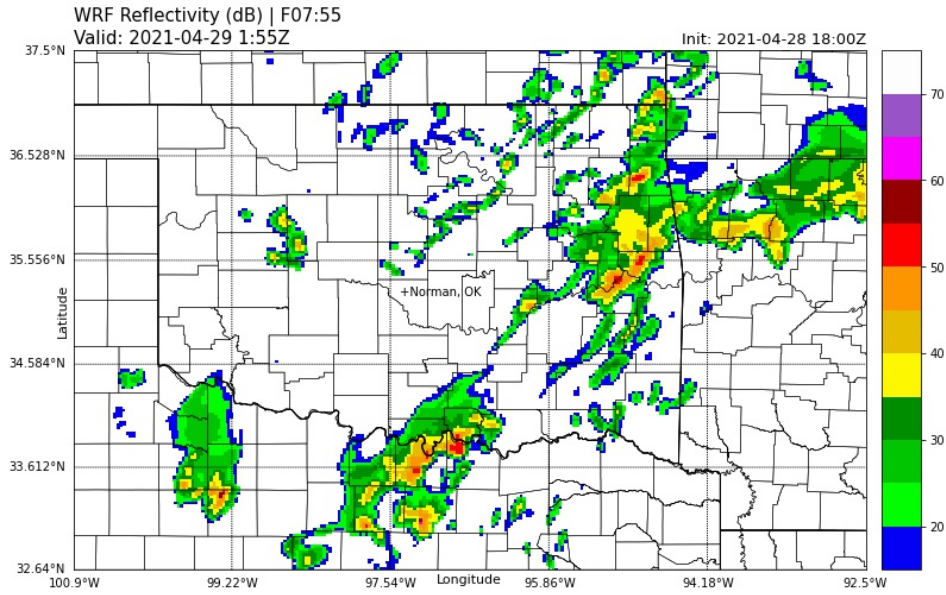 WRF Reflectivity (dB) | F07:55
Valid: 2021-04-29 1:55Z
Init: 2021-04-28 18:00Z
37.5°N
36.528°N
35.556°N
34.584°N
33.612°N
32.64°N
Latitude
+Norman, OK
70
60
50
40
30
20
100.9°W 99.22°W 97.54°W 95.86°W 94.18°W 92.5°W
Longitude